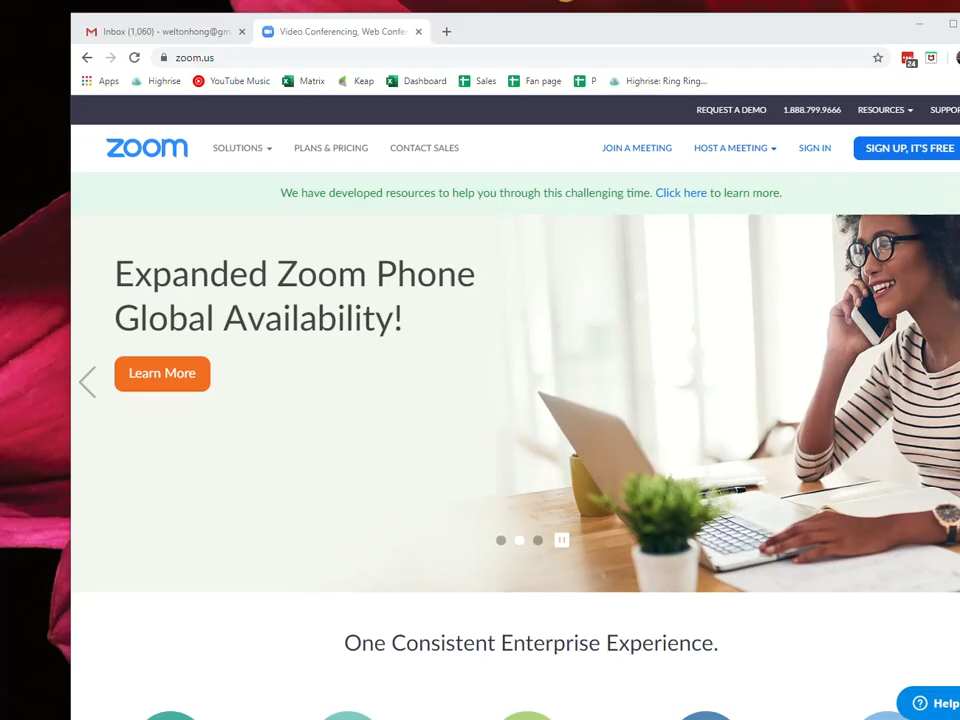 Inbox (1,060) - weltonhong@gm
Video Conferencing, Web Confe
zoom.us
24
Apps
Highrise
YouTube Music
Matrix
Keap
Dashboard
Sales
Fan page
P
Highrise: Ring Ring...
REQUEST A DEMO
1.888.799.9666
RESOURCES
SUPPO
zoom
SOLUTIONS
PLANS & PRICING
CONTACT SALES
JOIN A MEETING
HOST A MEETING
SIGN IN
SIGN UP, IT'S FREE
We have developed resources to help you through this challenging time. Click here to learn more.
Expanded Zoom Phone
Global Availability!
Learn More
One Consistent Enterprise Experience.
Help